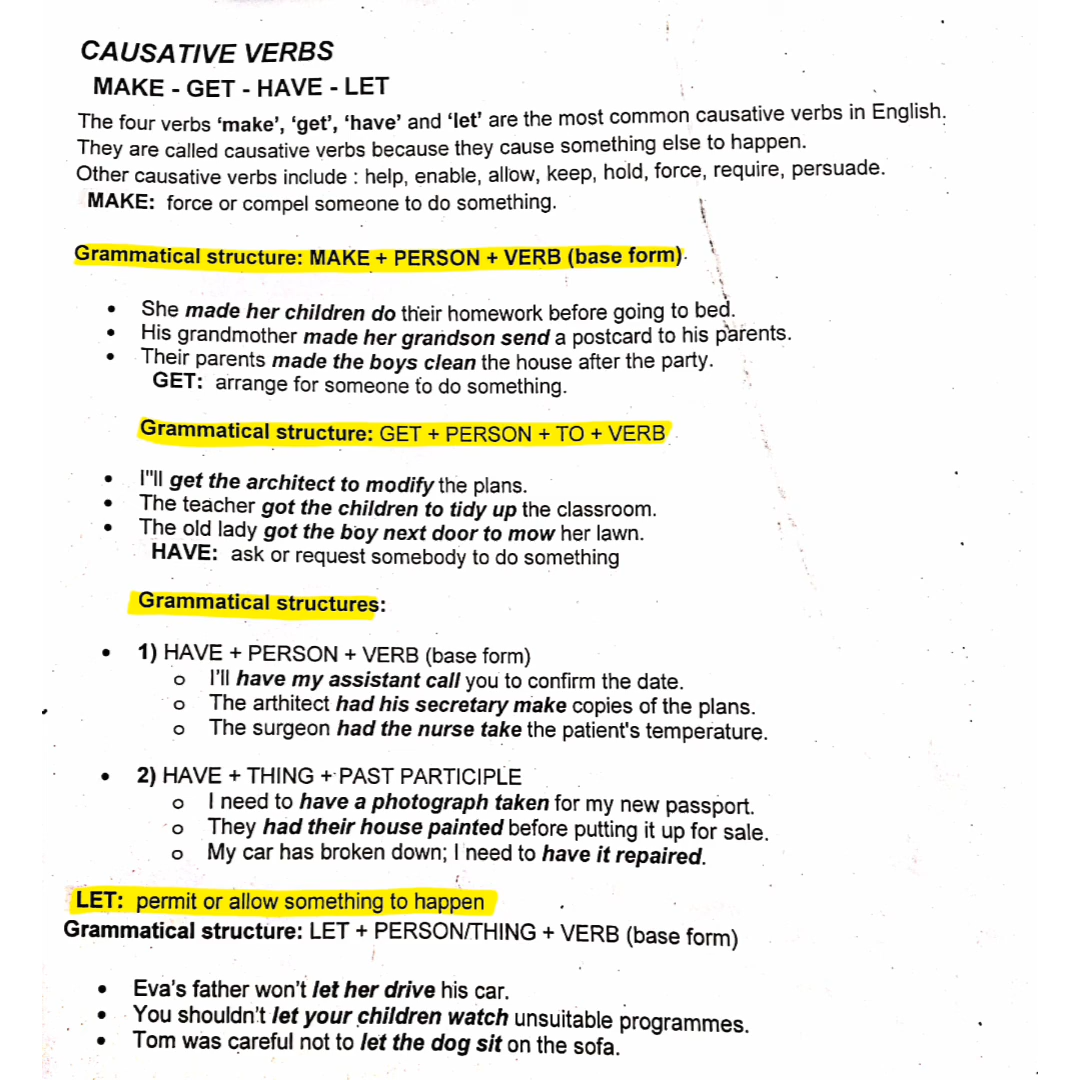 CAUSATIVE VERBS
MAKE - GET - HAVE - LET
The four verbs ‘make’, ‘get’, ‘have’ and ‘let’ are the most common causative verbs in English.
They are called causative verbs because they cause something else to happen.
Other causative verbs include : help, enable, allow, keep, hold, force, require, persuade.
MAKE: force or compel someone to do something.
Grammatical structure: MAKE + PERSON + VERB (base form)
• She made her children do their homework before going to bed.
• His grandmother made her grandson send a postcard to his parents.
• Their parents made the boys clean the house after the party.
GET: arrange for someone to do something.
Grammatical structure: GET + PERSON + TO + VERB
• I"ll get the architect to modify the plans.
• The teacher got the children to tidy up the classroom.
• The old lady got the boy next door to mow her lawn.
HAVE: ask or request somebody to do something
Grammatical structures:
• 1) HAVE + PERSON + VERB (base form)
o I'll have my assistant call you to confirm the date.
o The arthitect had his secretary make copies of the plans.
o The surgeon had the nurse take the patient's temperature.
• 2) HAVE + THING + PAST PARTICIPLE
o I need to have a photograph taken for my new passport.
o They had their house painted before putting it up for sale.
o My car has broken down; I need to have it repaired.
LET: permit or allow something to happen
Grammatical structure: LET + PERSON/THING + VERB (base form)
• Eva's father won't let her drive his car.
• You shouldn't let your children watch unsuitable programmes.
• Tom was careful not to let the dog sit on the sofa.